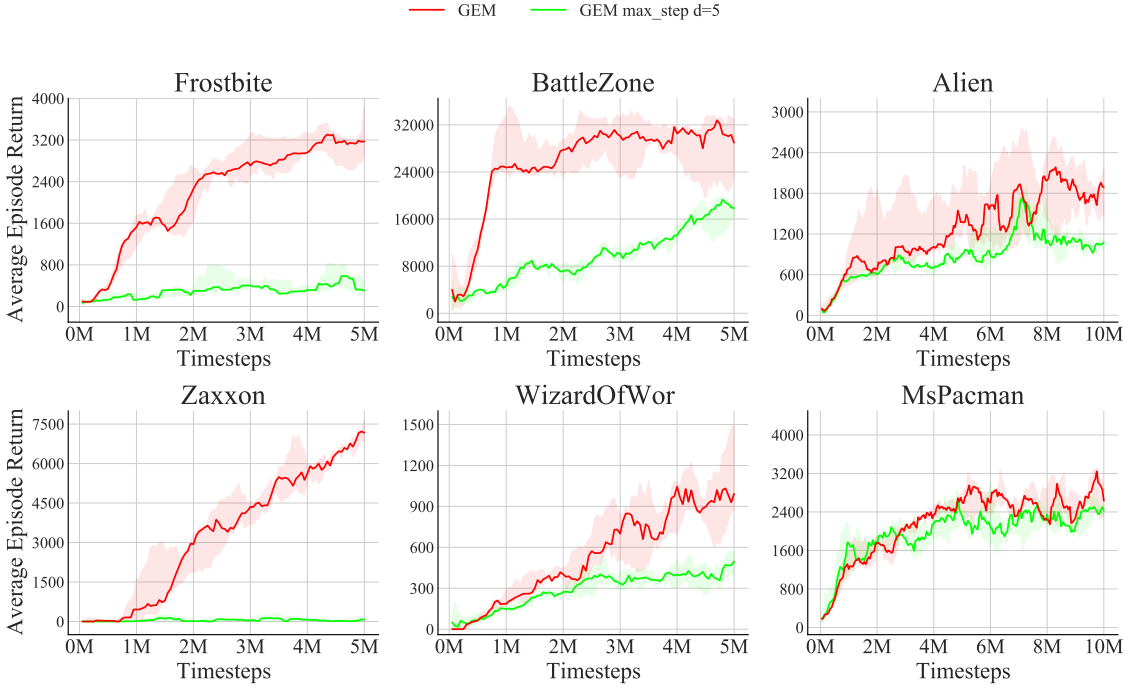 GEM GEM max_step d=5
Frostbite BattleZone Alien
Average Episode Return
4000
3200
2400
1600
800
0
0M 1M 2M 3M 4M 5M
Timesteps
32000
24000
16000
8000
0
0M 1M 2M 3M 4M 5M
Timesteps
3000
2400
1800
1200
600
0
0M 2M 4M 6M 8M 10M
Timesteps
Zaxxon WizardOfWor MsPacman
Average Episode Return
7500
6000
4500
3000
1500
0
0M 1M 2M 3M 4M 5M
Timesteps
1500
1200
900
600
300
0
0M 1M 2M 3M 4M 5M
Timesteps
4000
3200
2400
1600
800
0
0M 2M 4M 6M 8M 10M
Timesteps